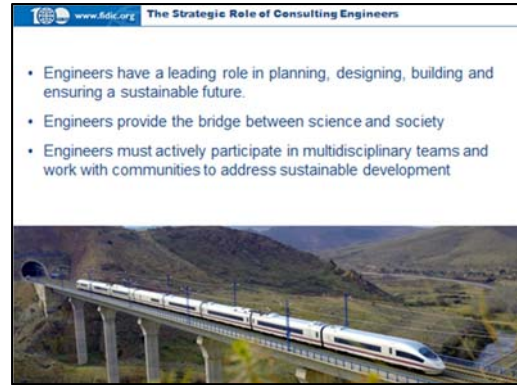 100 www.fidic.org The Strategic Role of Consulting Engineers
• Engineers have a leading role in planning, designing, building and
ensuring a sustainable future.
• Engineers provide the bridge between science and society
• Engineers must actively participate in multidisciplinary teams and
work with communities to address sustainable development